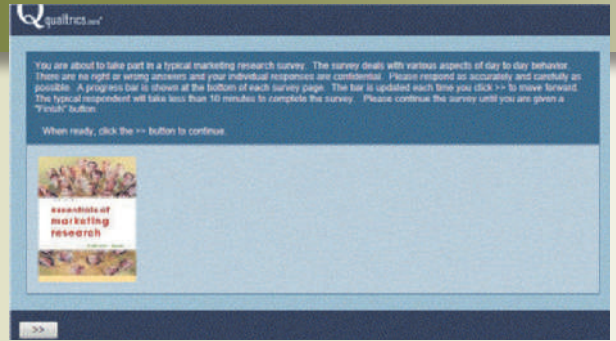 qualtrics.com
You are about to take part in a typical marketing research survey. The survey deals with various aspects of day to day behavior.
There are no right or wrong answers and your individual responses are confidential. Please respond as accurately and carefully as
possible. A progress bar is shown at the bottom of each survey page. The bar is updated each time you click >> to move forward.
The typical respondent will take less than 10 minutes to complete the survey. Please continue the survey until you are given a
"Finish" button.
When ready, click the >> button to continue.
essentials of
marketing
research
>>